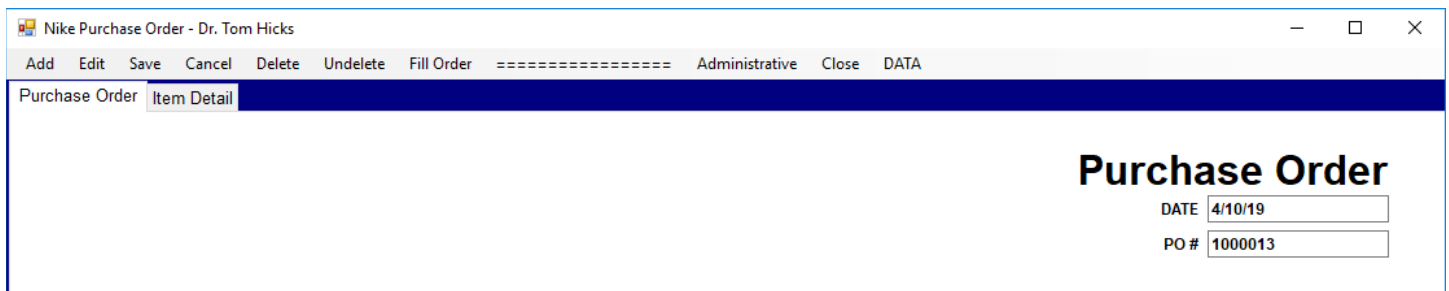 Nike Purchase Order - Dr. Tom Hicks
Add Edit Save Cancel Delete Undelete Fill Order ================= Administrative Close DATA
Purchase Order Item Detail
Purchase Order
DATE 4/10/19
PO # 1000013